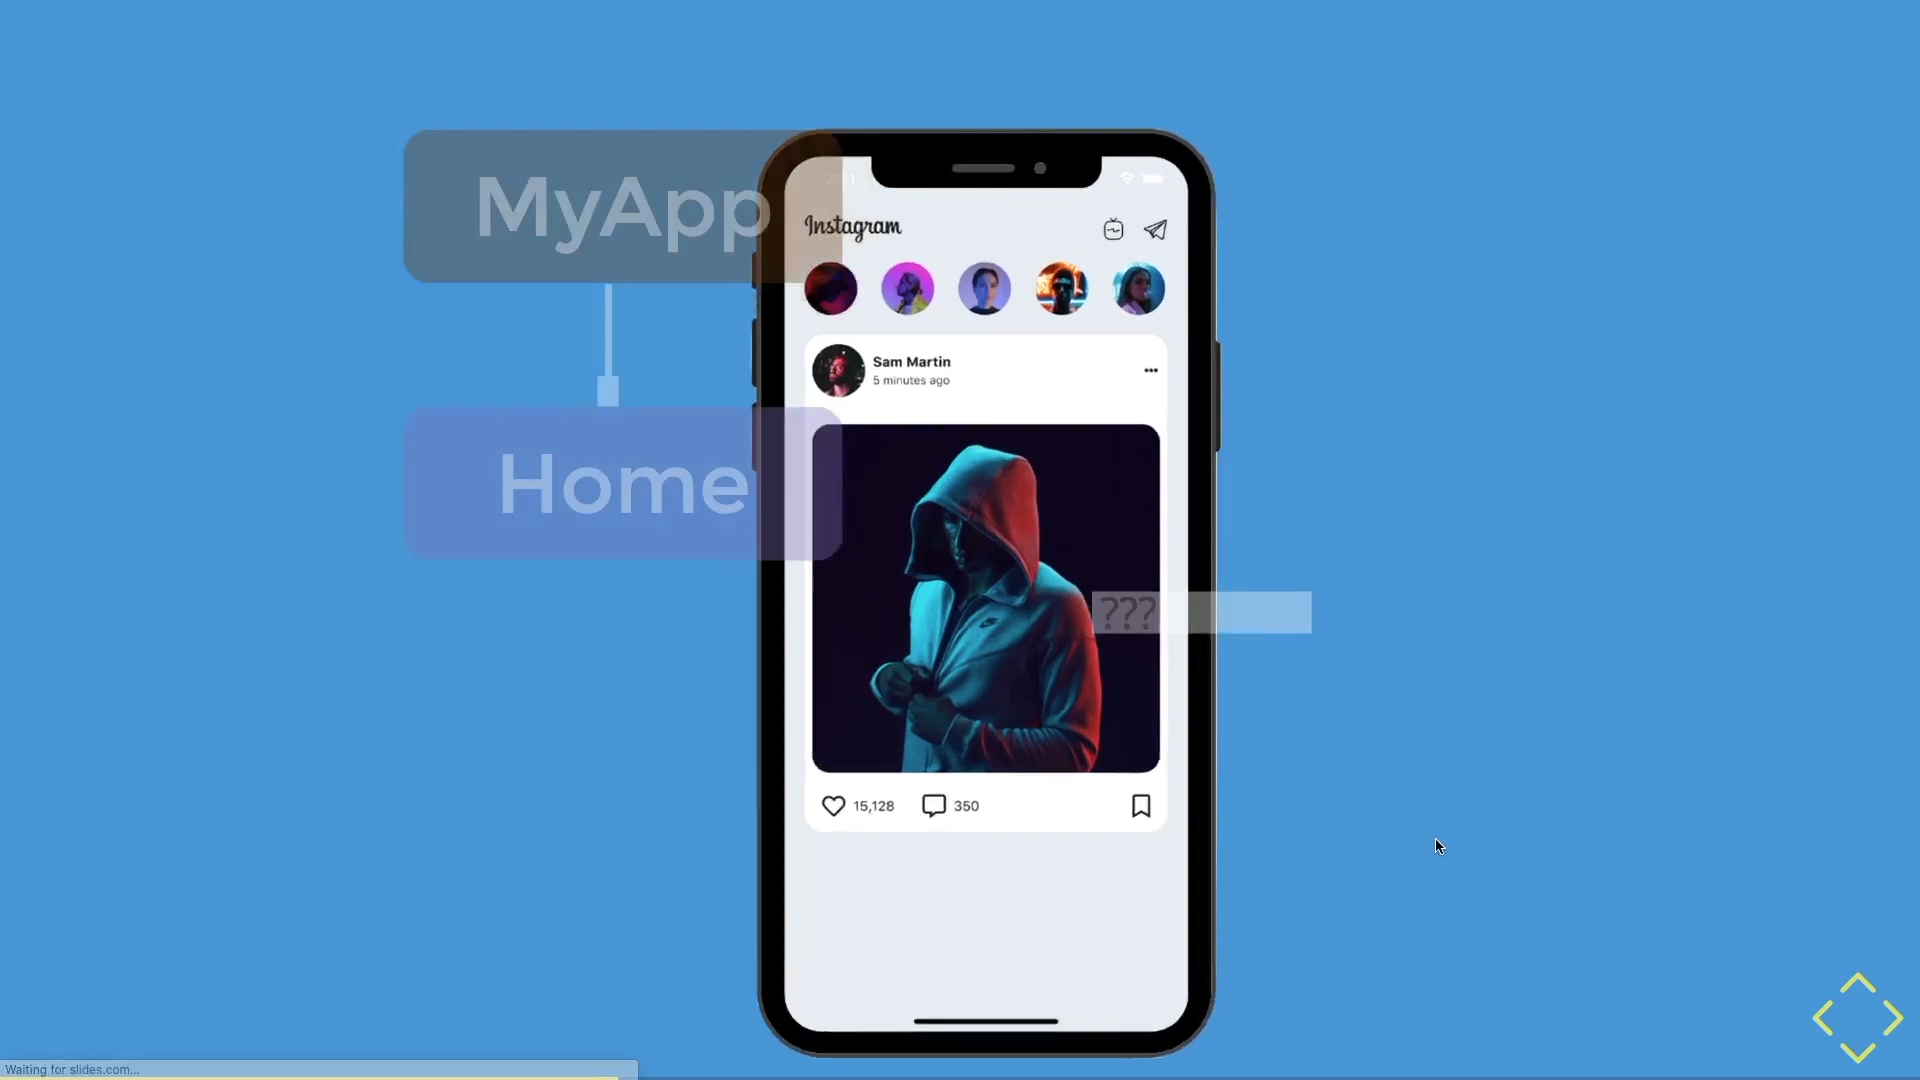 MyApp
Instagram
Sam Martin
5 minutes ago
Home
???
15,128
350
Waiting for slides.com...